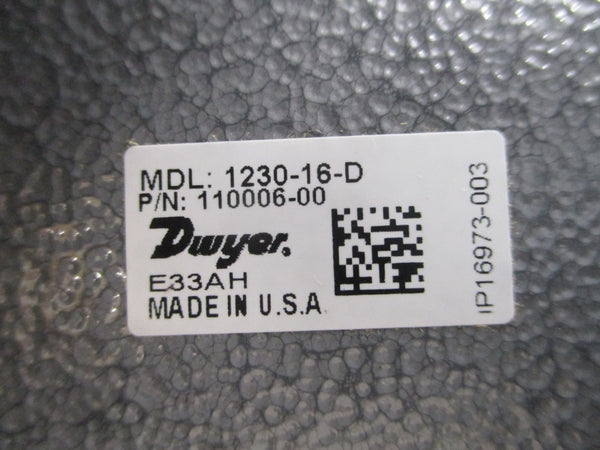 MDL: 1230-16-D
P/N: 110006-00
Dwyer®
E33AH
MADE IN U.S.A
IP16973-003